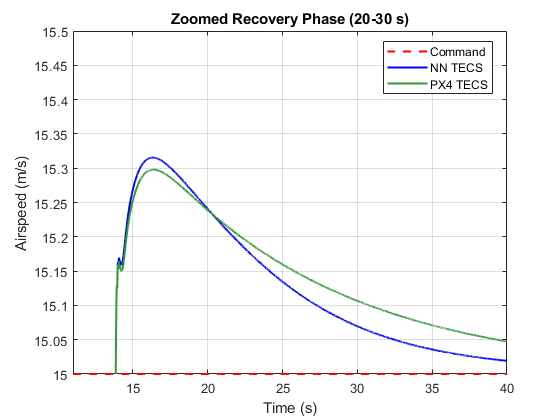 Zoomed Recovery Phase (20-30 s)
15.5
15.45
15.4
15.35
15.3
15.25
15.2
15.15
15.1
15.05
15
Airspeed (m/s)
Command
NN TECS
PX4 TECS
15 20 25 30 35 40
Time (s)